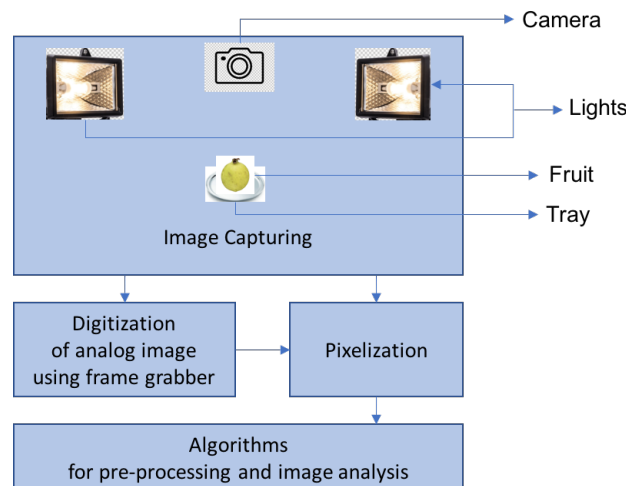 Camera
Lights
Fruit
Tray
Image Capturing
Digitization
of analog image
using frame grabber
Pixelization
Algorithms
for pre-processing and image analysis